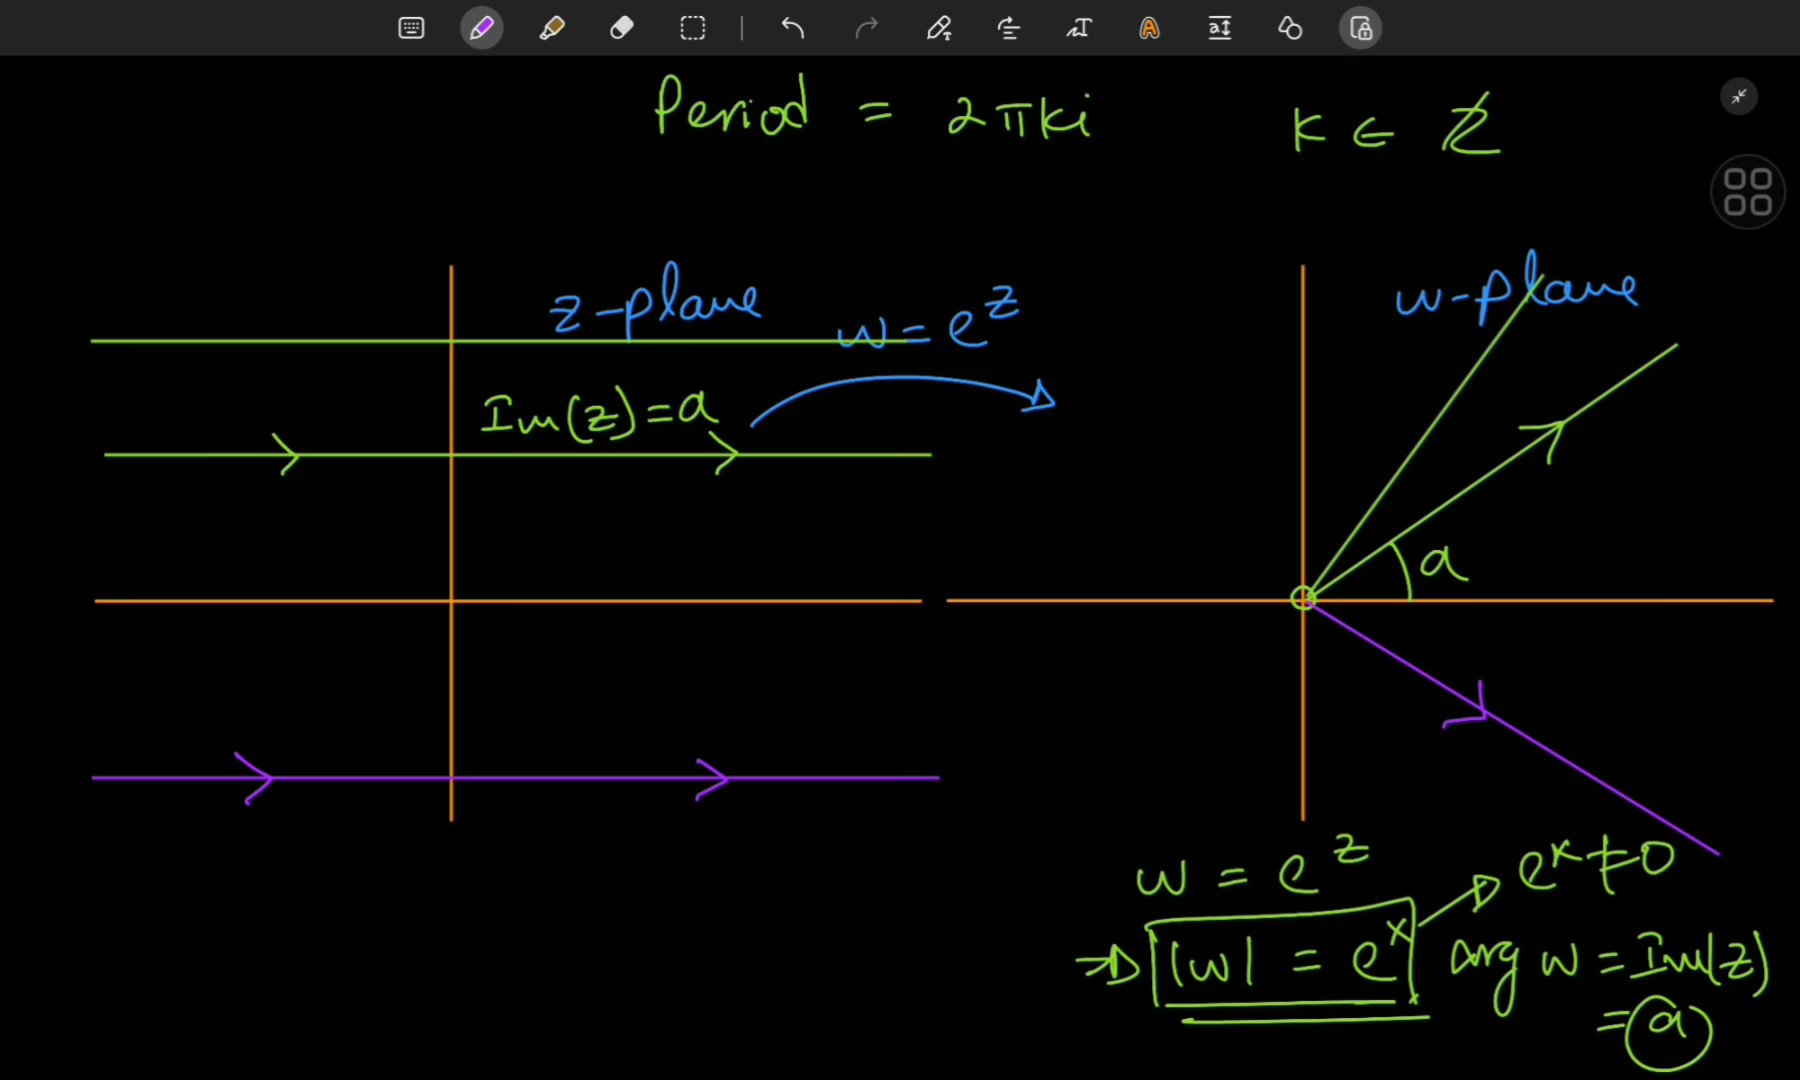 Period = 2πki   k ∈ ℤ
z-plane
w = e^z
w-plane
Im(z) = a
a
w = e^z
e^x ≠ 0
⇒ |w| = e^x   arg w = Im(z)
= a